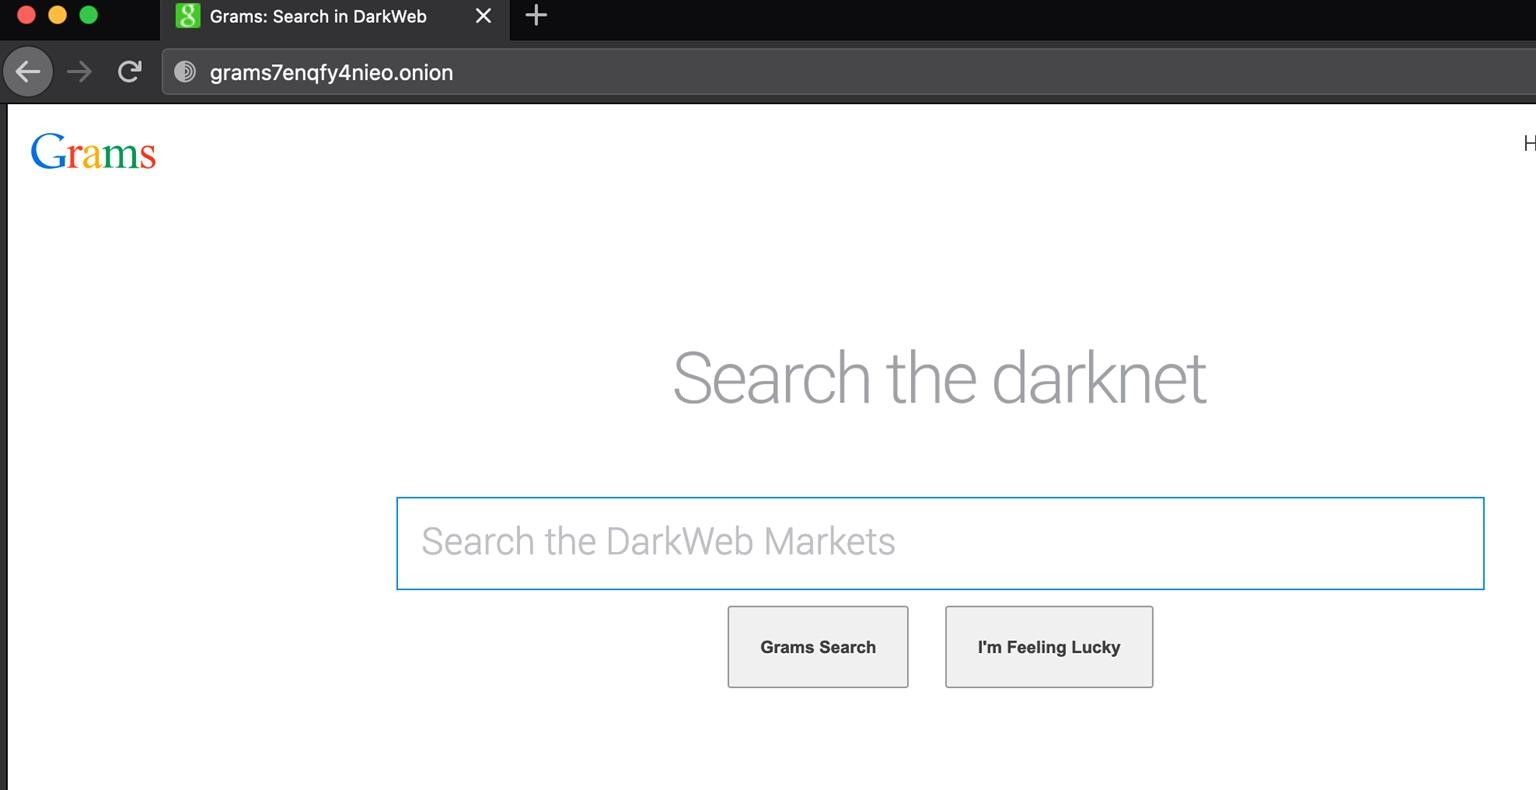 Grams: Search in DarkWeb
grams7enqfy4nieo.onion
Grams
H
Search the darknet
Search the DarkWeb Markets
Grams Search
I'm Feeling Lucky